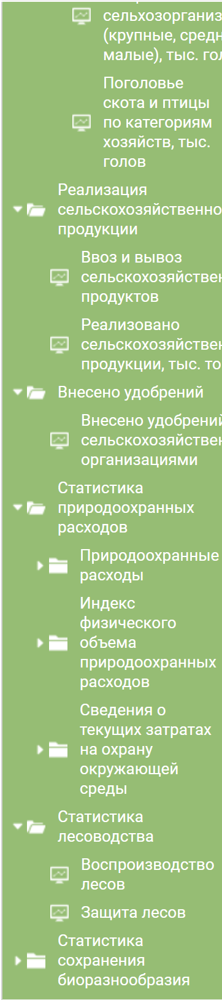 сельхозорганиз
(крупные, средн
малые), тыс. гол
Поголовье
скота и птицы
по категориям
хозяйств, тыс.
голов
Реализация
сельскохозяйственно
продукции
Ввоз и вывоз
сельскохозяйствен
продуктов
Реализовано
сельскохозяйствен
продукции, тыс. то
Внесено удобрений
Внесено удобрений
сельскохозяйствен
организациями
Статистика
природоохранных
расходов
Природоохранные
расходы
Индекс
физического
объема
природоохранных
расходов
Сведения о
текущих затратах
на охрану
окружающей
среды
Статистика
лесоводства
Воспроизводство
лесов
Защита лесов
Статистика
сохранения
биоразнообразия